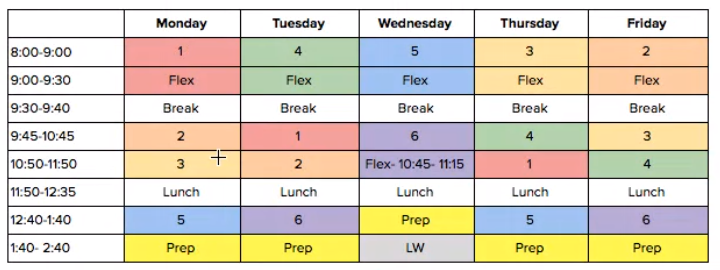 Monday Tuesday Wednesday Thursday Friday
8:00-9:00 1 4 5 3 2
9:00-9:30 Flex Flex Flex Flex Flex
9:30-9:40 Break Break Break Break Break
9:45-10:45 2 1 6 4 3
10:50-11:50 3 2 Flex- 10:45- 11:15 1 4
11:50-12:35 Lunch Lunch Lunch Lunch Lunch
12:40-1:40 5 6 Prep 5 6
1:40- 2:40 Prep Prep LW Prep Prep